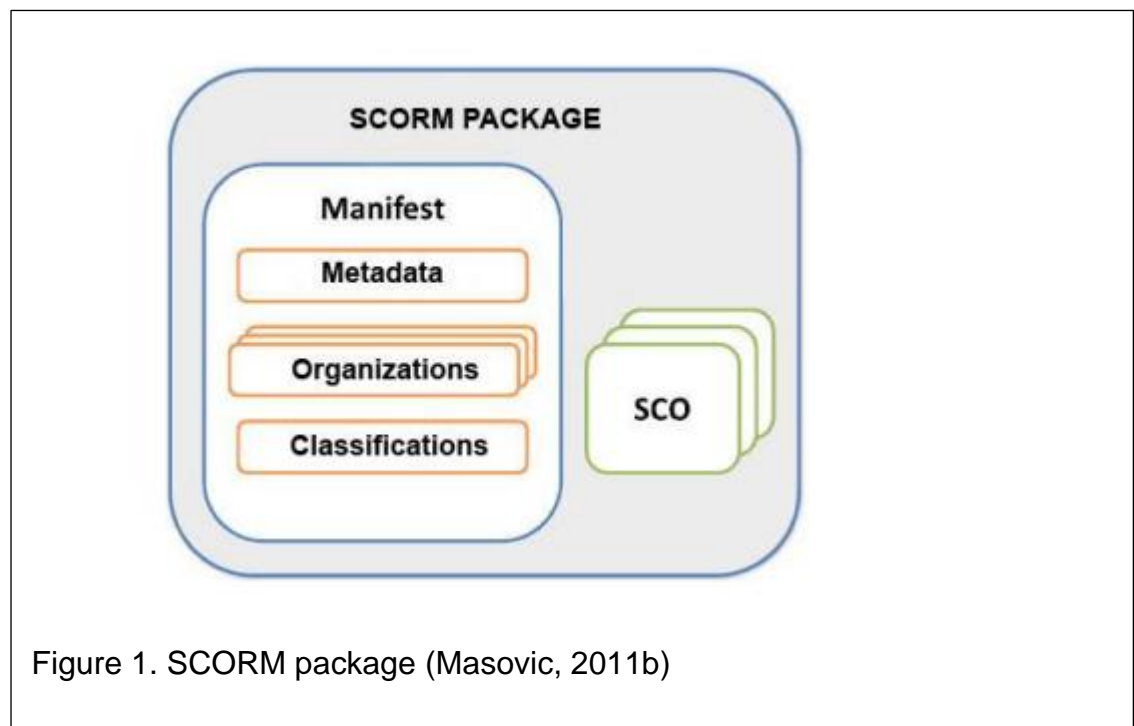 SCORM PACKAGE
Manifest
Metadata
Organizations
Classifications
SCO
Figure 1. SCORM package (Masovic, 2011b)